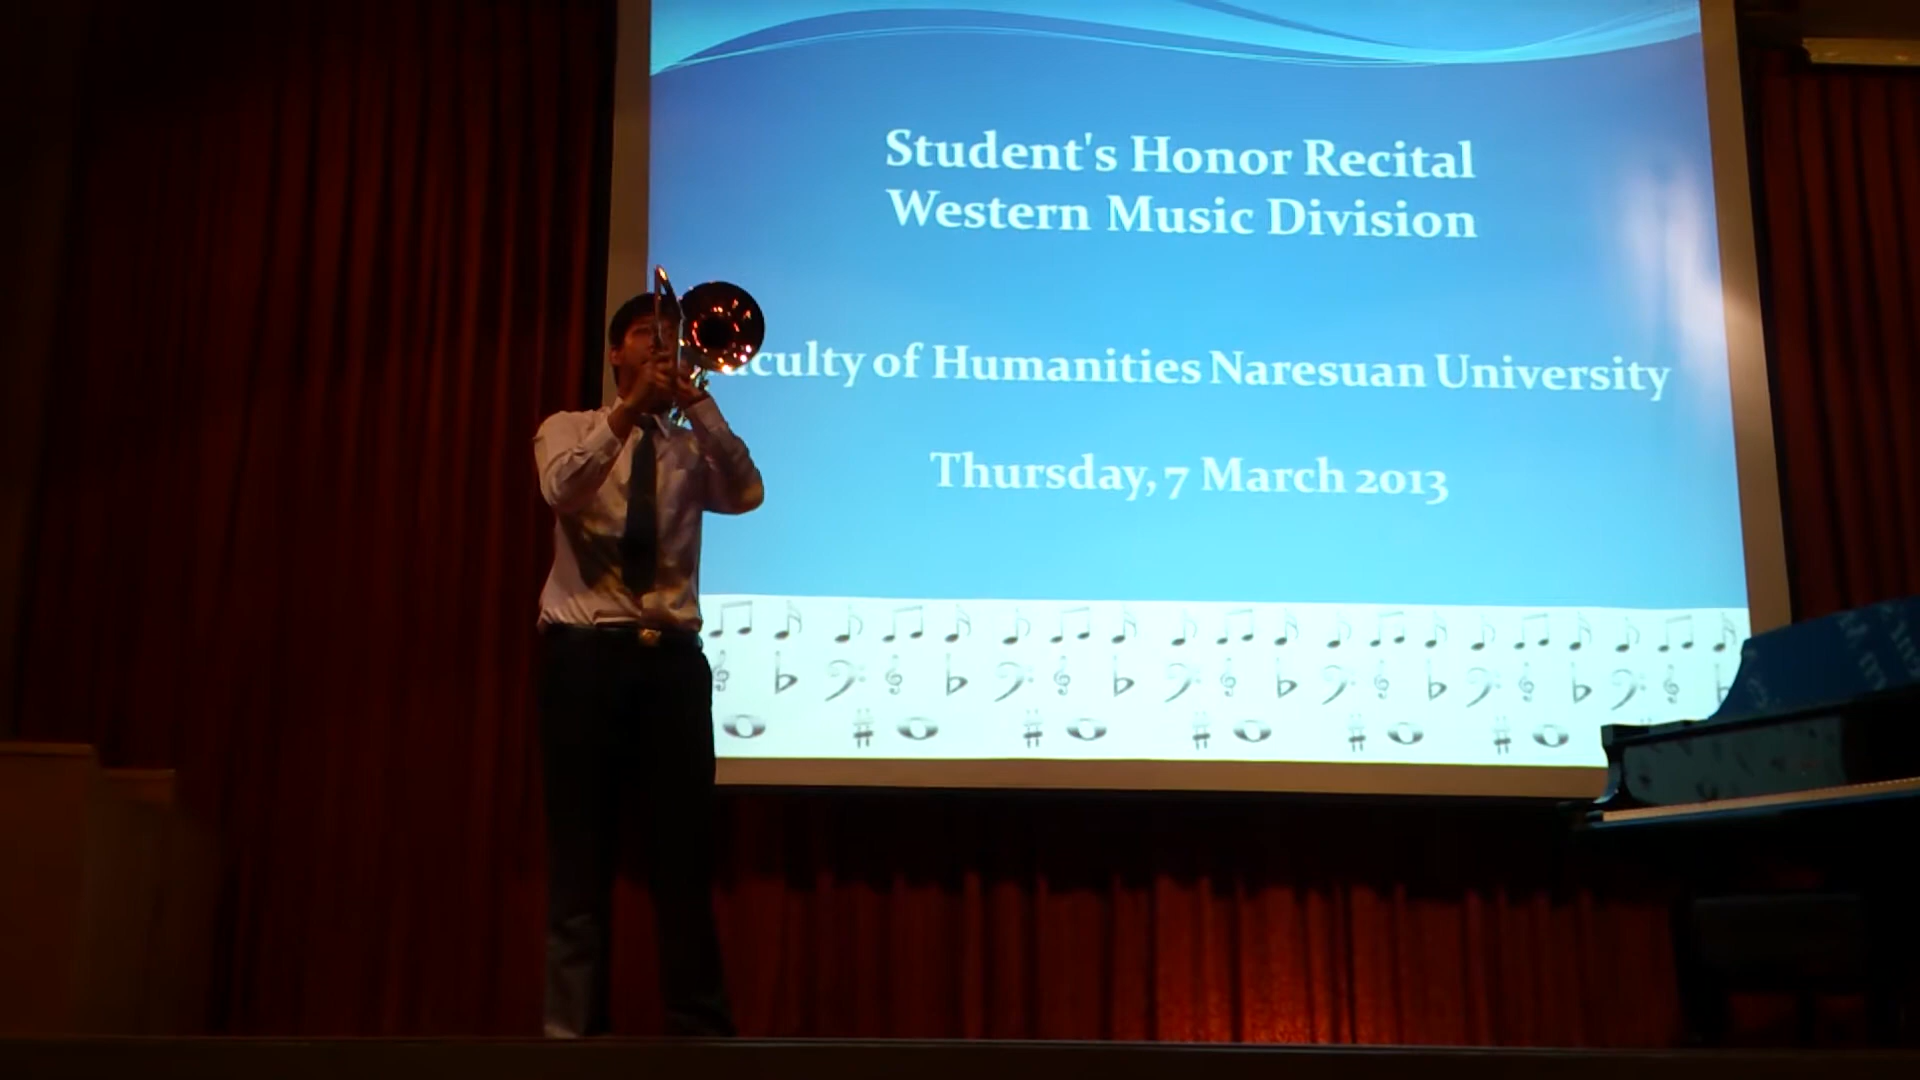 Student's Honor Recital
Western Music Division
aculty of Humanities Naresuan University
Thursday, 7 March 2013